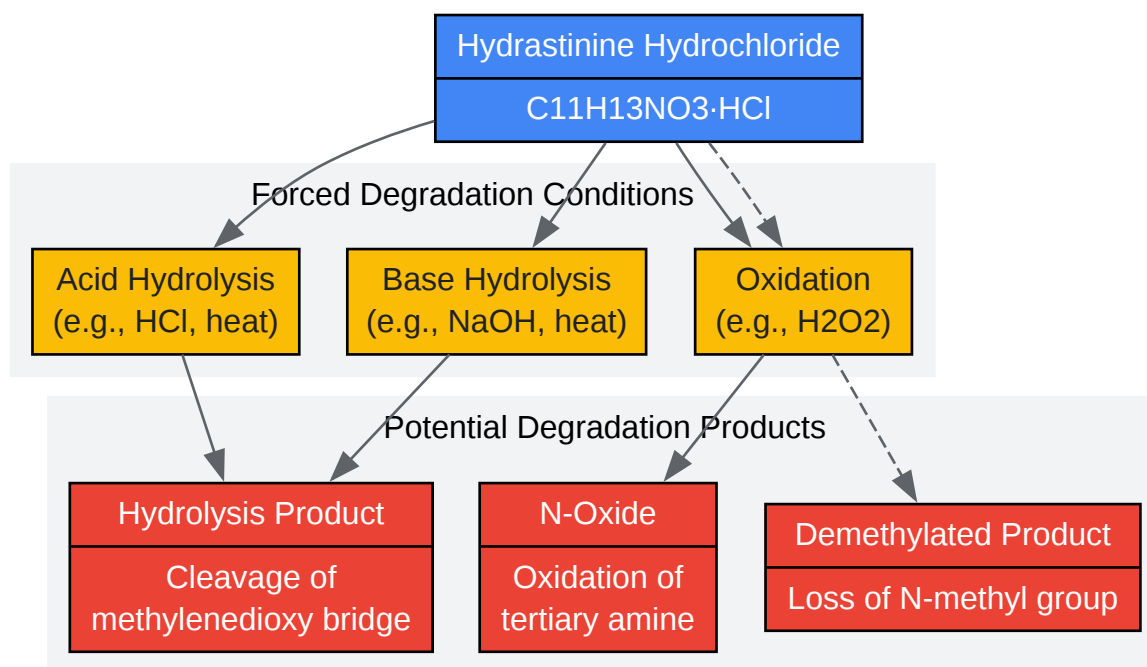 Hydrastinine Hydrochloride
C11H13NO3·HCl
Forced Degradation Conditions
Acid Hydrolysis
(e.g., HCl, heat)
Base Hydrolysis
(e.g., NaOH, heat)
Oxidation
(e.g., H2O2)
Potential Degradation Products
Hydrolysis Product
Cleavage of
methylenedioxy bridge
N-Oxide
Oxidation of
tertiary amine
Demethylated Product
Loss of N-methyl group